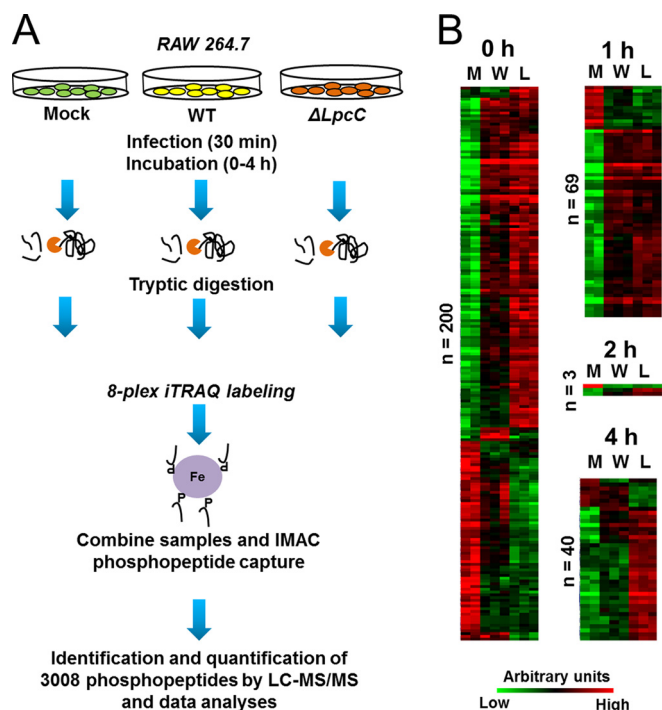 A
RAW 264.7
Mock WT ΔLpcC
Infection (30 min)
Incubation (0-4 h)
Tryptic digestion
8-plex iTRAQ labeling
P P
Fe
P P
Combine samples and IMAC
phosphopeptide capture
Identification and quantification of
3008 phosphopeptides by LC-MS/MS
and data analyses
B
0 h
M W L
n = 200
1 h
M W L
n = 69
2 h
M W L
n = 3
4 h
M W L
n = 40
Arbitrary units
Low High